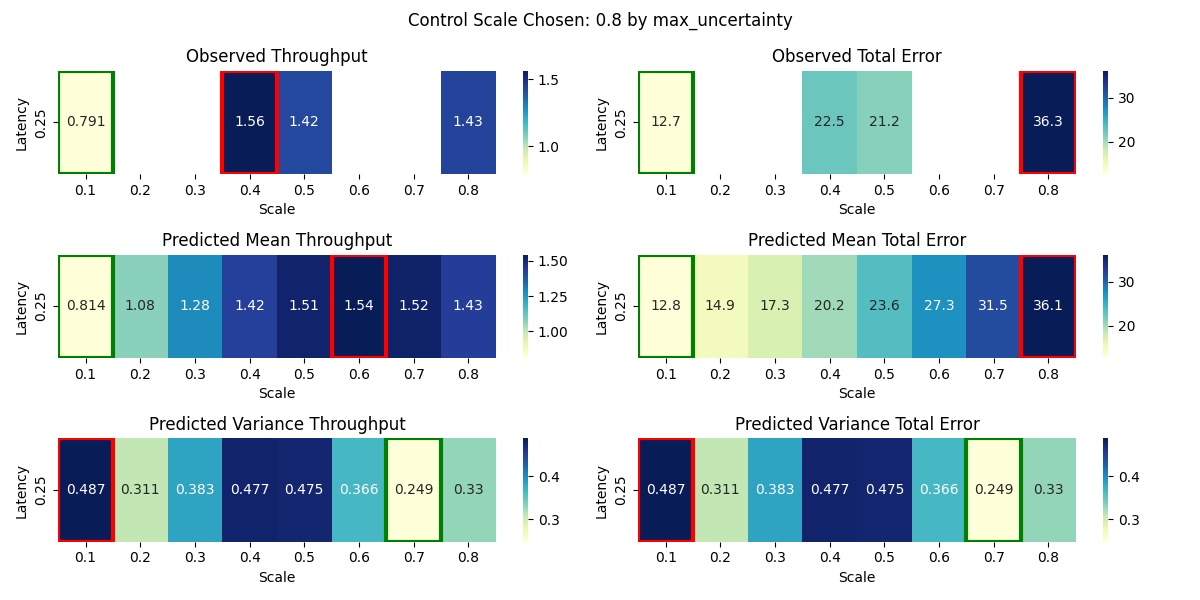 Control Scale Chosen: 0.8 by max_uncertainty
Observed Throughput
Latency
0.25
0.791
1.56
1.42
1.43
0.1 0.2 0.3 0.4 0.5 0.6 0.7 0.8
Scale
1.5
1.0
Observed Total Error
Latency
0.25
12.7
22.5
21.2
36.3
0.1 0.2 0.3 0.4 0.5 0.6 0.7 0.8
Scale
30
20
Predicted Mean Throughput
Latency
0.25
0.814 1.08 1.28 1.42 1.51 1.54 1.52 1.43
0.1 0.2 0.3 0.4 0.5 0.6 0.7 0.8
Scale
1.50
1.25
1.00
Predicted Mean Total Error
Latency
0.25
12.8 14.9 17.3 20.2 23.6 27.3 31.5 36.1
0.1 0.2 0.3 0.4 0.5 0.6 0.7 0.8
Scale
30
20
Predicted Variance Throughput
Latency
0.25
0.487 0.311 0.383 0.477 0.475 0.366 0.249 0.33
0.1 0.2 0.3 0.4 0.5 0.6 0.7 0.8
Scale
0.4
0.3
Predicted Variance Total Error
Latency
0.25
0.487 0.311 0.383 0.477 0.475 0.366 0.249 0.33
0.1 0.2 0.3 0.4 0.5 0.6 0.7 0.8
Scale
0.4
0.3